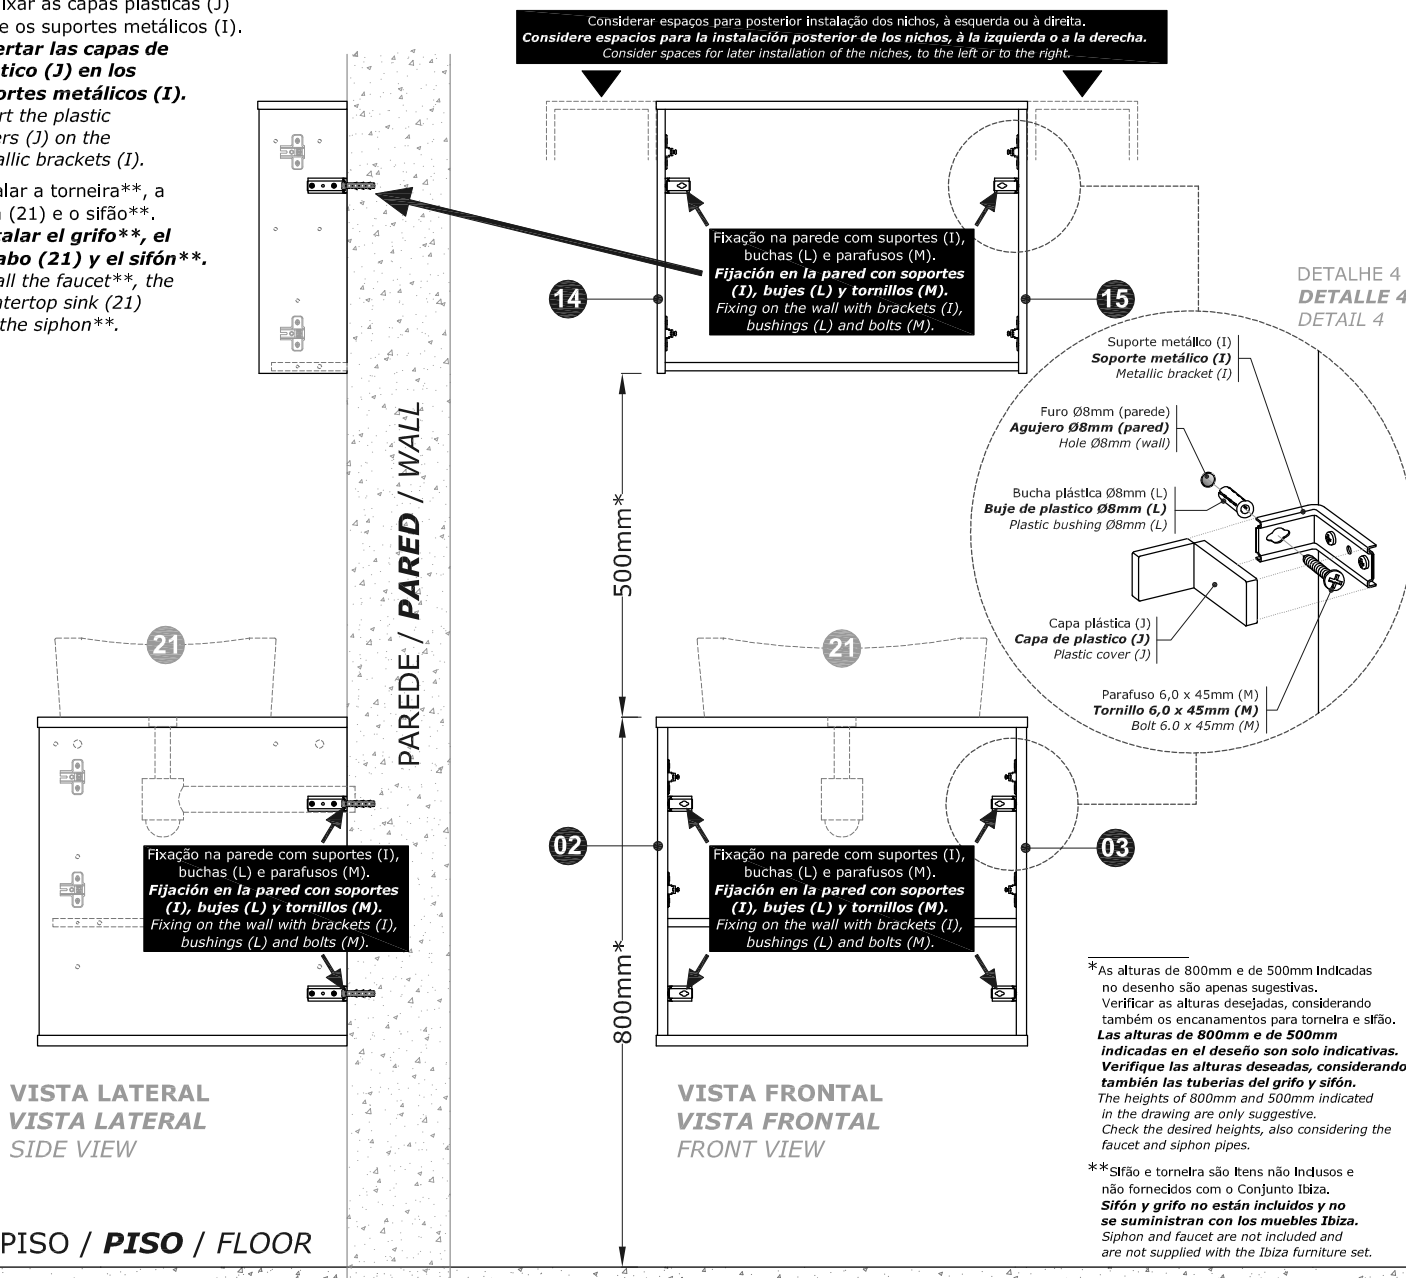 ixar as capas plásticas (J)
e os suportes metálicos (I).
ertar las capas de
tico (J) en los
ortes metálicos (I).
rt the plastic
ers (J) on the
allic brackets (I).
alar a torneira**, a
(21) e o sifão**.
talar el grifo**, el
abo (21) y el sifón**.
all the faucet**, the
ntertop sink (21)
the siphon**.
Considerar espaços para posterior instalação dos nichos, à esquerda ou à direita.
Considere espacios para la instalación posterior de los nichos, à la izquierda o a la derecha.
Consider spaces for later installation of the niches, to the left or to the right.
Fixação na parede com suportes (I),
buchas (L) e parafusos (M).
Fijación en la pared con soportes
(I), bujes (L) y tornillos (M).
Fixing on the wall with brackets (I),
bushings (L) and bolts (M).
14
15
DETALHE 4
DETALLE 4
DETAIL 4
Suporte metálico (I)
Soporte metálico (I)
Metallic bracket (I)
Furo Ø8mm (parede)
Agujero Ø8mm (pared)
Hole Ø8mm (wall)
Bucha plástica Ø8mm (L)
Buje de plastico Ø8mm (L)
Plastic bushing Ø8mm (L)
Capa plástica (J)
Capa de plastico (J)
Plastic cover (J)
Parafuso 6,0 x 45mm (M)
Tornillo 6,0 x 45mm (M)
Bolt 6.0 x 45mm (M)
PAREDE / PARED / WALL
500mm*
21
21
Fixação na parede com suportes (I),
buchas (L) e parafusos (M).
Fijación en la pared con soportes
(I), bujes (L) y tornillos (M).
Fixing on the wall with brackets (I),
bushings (L) and bolts (M).
02
Fixação na parede com suportes (I),
buchas (L) e parafusos (M).
Fijación en la pared con soportes
(I), bujes (L) y tornillos (M).
Fixing on the wall with brackets (I),
bushings (L) and bolts (M).
03
800mm*
VISTA LATERAL
VISTA LATERAL
SIDE VIEW
VISTA FRONTAL
VISTA FRONTAL
FRONT VIEW
*As alturas de 800mm e de 500mm indicadas
no desenho são apenas sugestivas.
Verificar as alturas desejadas, considerando
também os encanamentos para torneira e sifão.
Las alturas de 800mm e de 500mm
indicadas en el deseño son solo indicativas.
Verifique las alturas deseadas, considerando
también las tuberias del grifo y sifón.
The heights of 800mm and 500mm indicated
in the drawing are only suggestive.
Check the desired heights, also considering the
faucet and siphon pipes.
**Sifão e torneira são itens não inclusos e
não fornecidos com o Conjunto Ibiza.
Sifón y grifo no están incluidos y no
se suministran con los muebles Ibiza.
Siphon and faucet are not included and
are not supplied with the Ibiza furniture set.
PISO / PISO / FLOOR